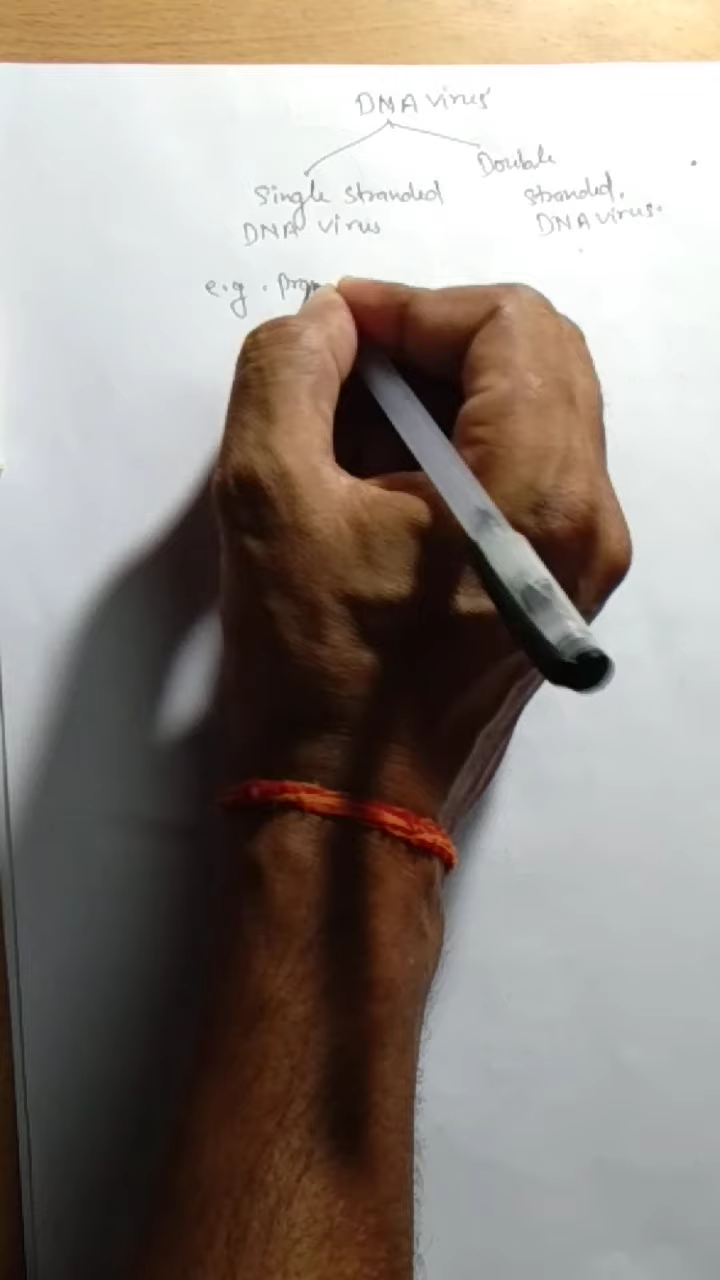 DNA virus
Double
Single stranded
stranded.
DNA virus
DNA virus.
e.g.